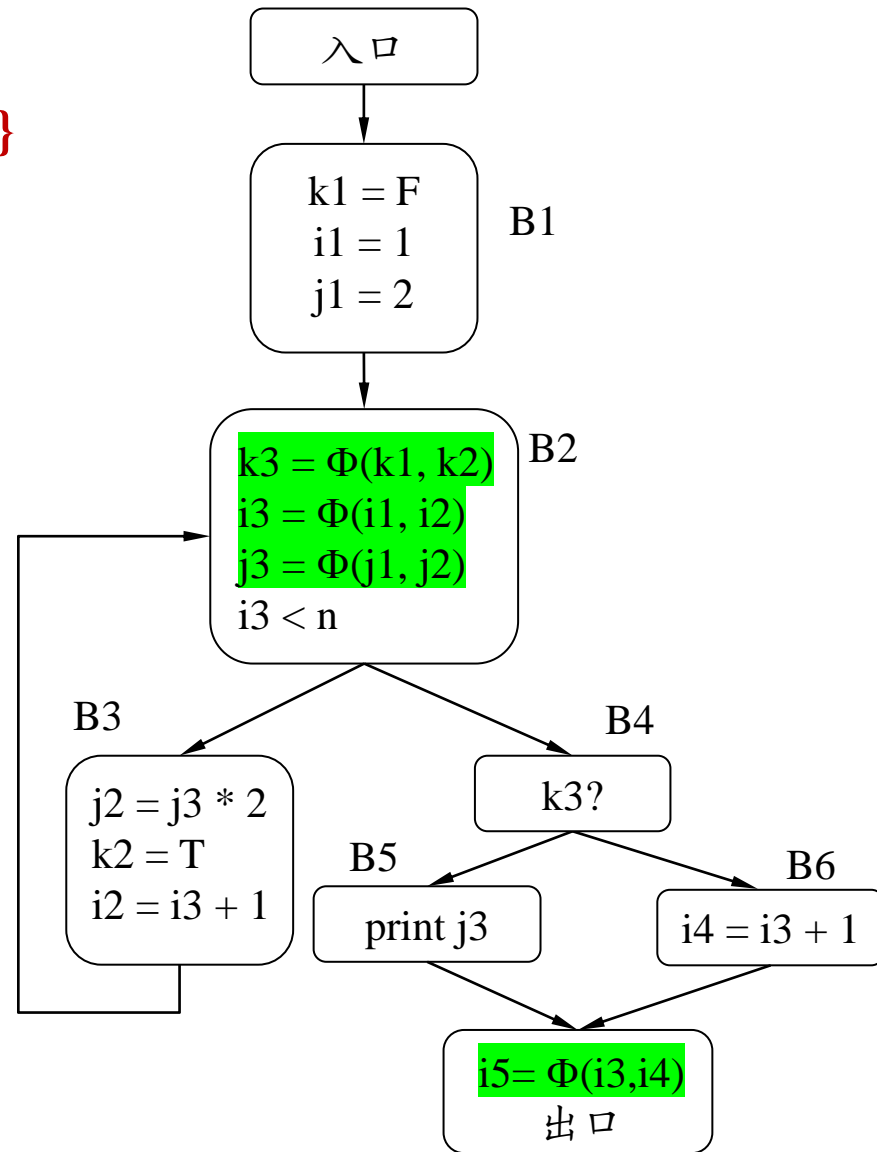 入口
}
k1 = F
i1 = 1
j1 = 2
B1
k3 = Φ(k1, k2)
i3 = Φ(i1, i2)
j3 = Φ(j1, j2)
i3 < n
B2
B3
j2 = j3 * 2
k2 = T
i2 = i3 + 1
B4
k3?
B5
print j3
B6
i4 = i3 + 1
i5= Φ(i3,i4)
出口